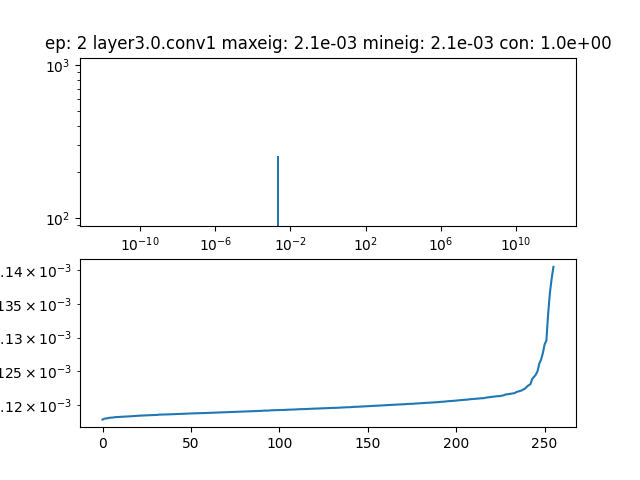 ep: 2 layer3.0.conv1 maxeig: 2.1e-03 mineig: 2.1e-03 con: 1.0e+00
10³
10²
10⁻¹⁰ 10⁻⁶ 10⁻² 10² 10⁶ 10¹⁰
.14 × 10⁻³
135 × 10⁻³
.13 × 10⁻³
125 × 10⁻³
.12 × 10⁻³
0 50 100 150 200 250